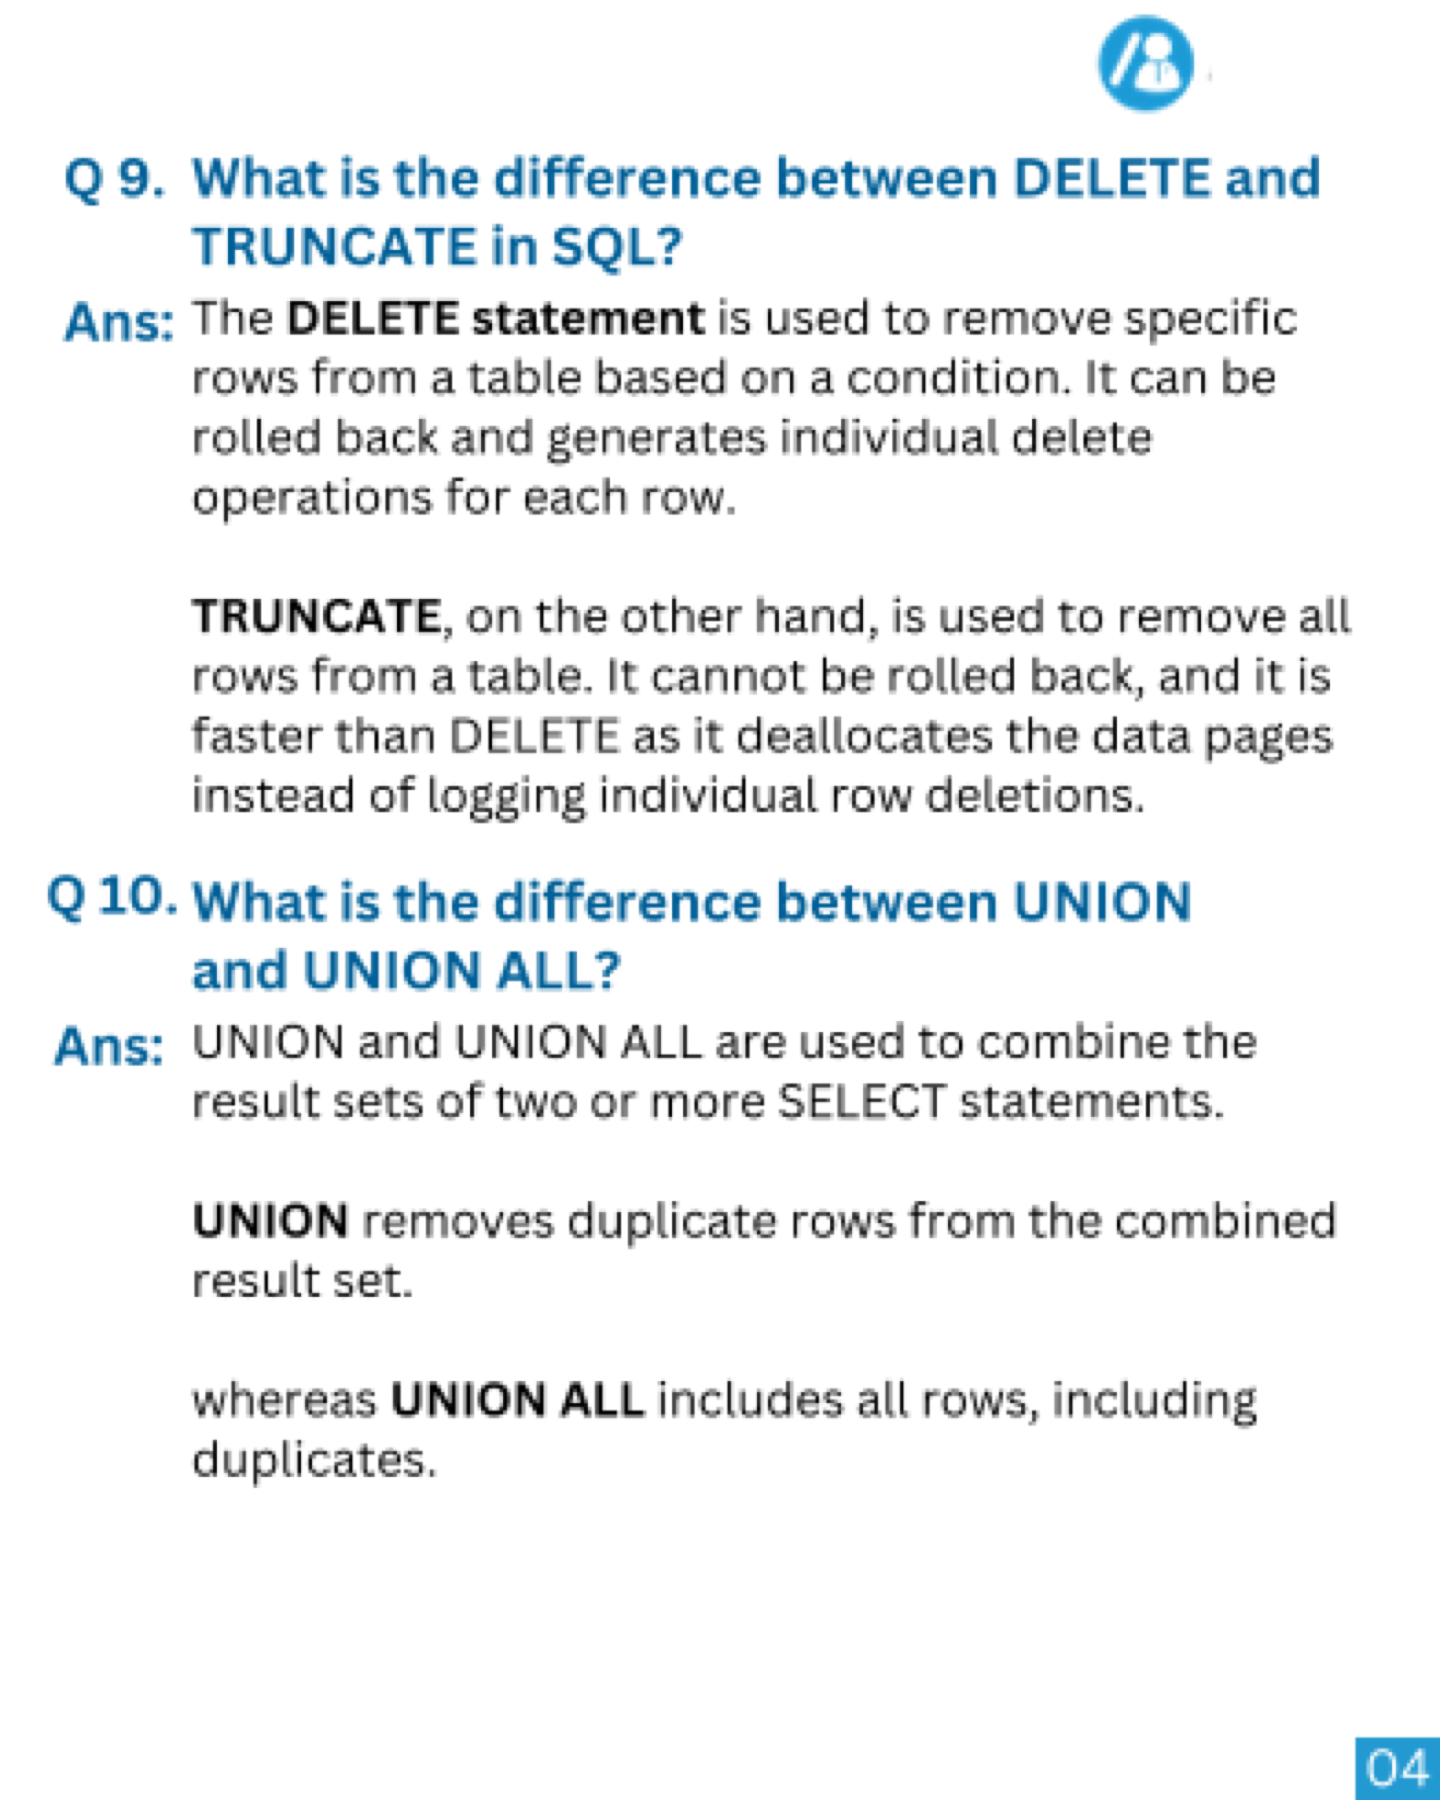 Q 9. What is the difference between DELETE and
TRUNCATE in SQL?
Ans: The DELETE statement is used to remove specific
rows from a table based on a condition. It can be
rolled back and generates individual delete
operations for each row.
TRUNCATE, on the other hand, is used to remove all
rows from a table. It cannot be rolled back, and it is
faster than DELETE as it deallocates the data pages
instead of logging individual row deletions.
Q 10. What is the difference between UNION
and UNION ALL?
Ans: UNION and UNION ALL are used to combine the
result sets of two or more SELECT statements.
UNION removes duplicate rows from the combined
result set.
whereas UNION ALL includes all rows, including
duplicates.
04